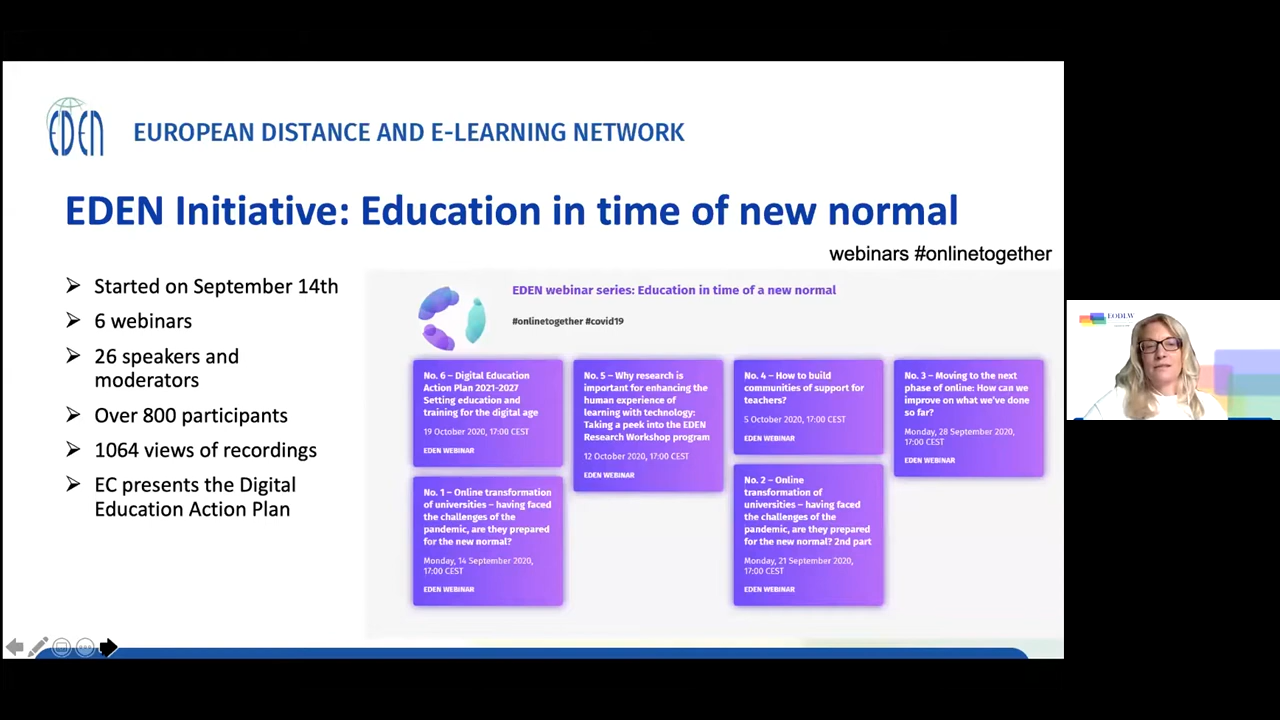 EDEN
EUROPEAN DISTANCE AND E-LEARNING NETWORK
EDEN Initiative: Education in time of new normal
webinars #onlinetogether
Started on September 14th
6 webinars
26 speakers and
moderators
Over 800 participants
1064 views of recordings
EC presents the Digital
Education Action Plan
EDEN webinar series: Education in time of a new normal
#onlinetogether #covid19
No. 6 – Digital Education
Action Plan 2021-2027
Setting education and
training for the digital age
19 October 2020, 17:00 CEST
EDEN WEBINAR
No. 5 – Why research is
important for enhancing the
human experience of
learning with technology:
Taking a peek into the EDEN
Research Workshop program
12 October 2020, 17:00 CEST
EDEN WEBINAR
No. 4 – How to build
communities of support for
teachers?
5 October 2020, 17:00 CEST
EDEN WEBINAR
No. 3 – Moving to the next
phase of online: How can we
improve on what we've done
so far?
Monday, 28 September 2020,
17:00 CEST
EDEN WEBINAR
No. 1 – Online transformation
of universities – having faced
the challenges of the
pandemic, are they prepared
for the new normal?
Monday, 14 September 2020,
17:00 CEST
EDEN WEBINAR
No. 2 – Online
transformation of
universities – having faced
the challenges of the
pandemic, are they prepared
for the new normal? 2nd part
Monday, 21 September 2020,
17:00 CEST
EDEN WEBINAR
EODLW